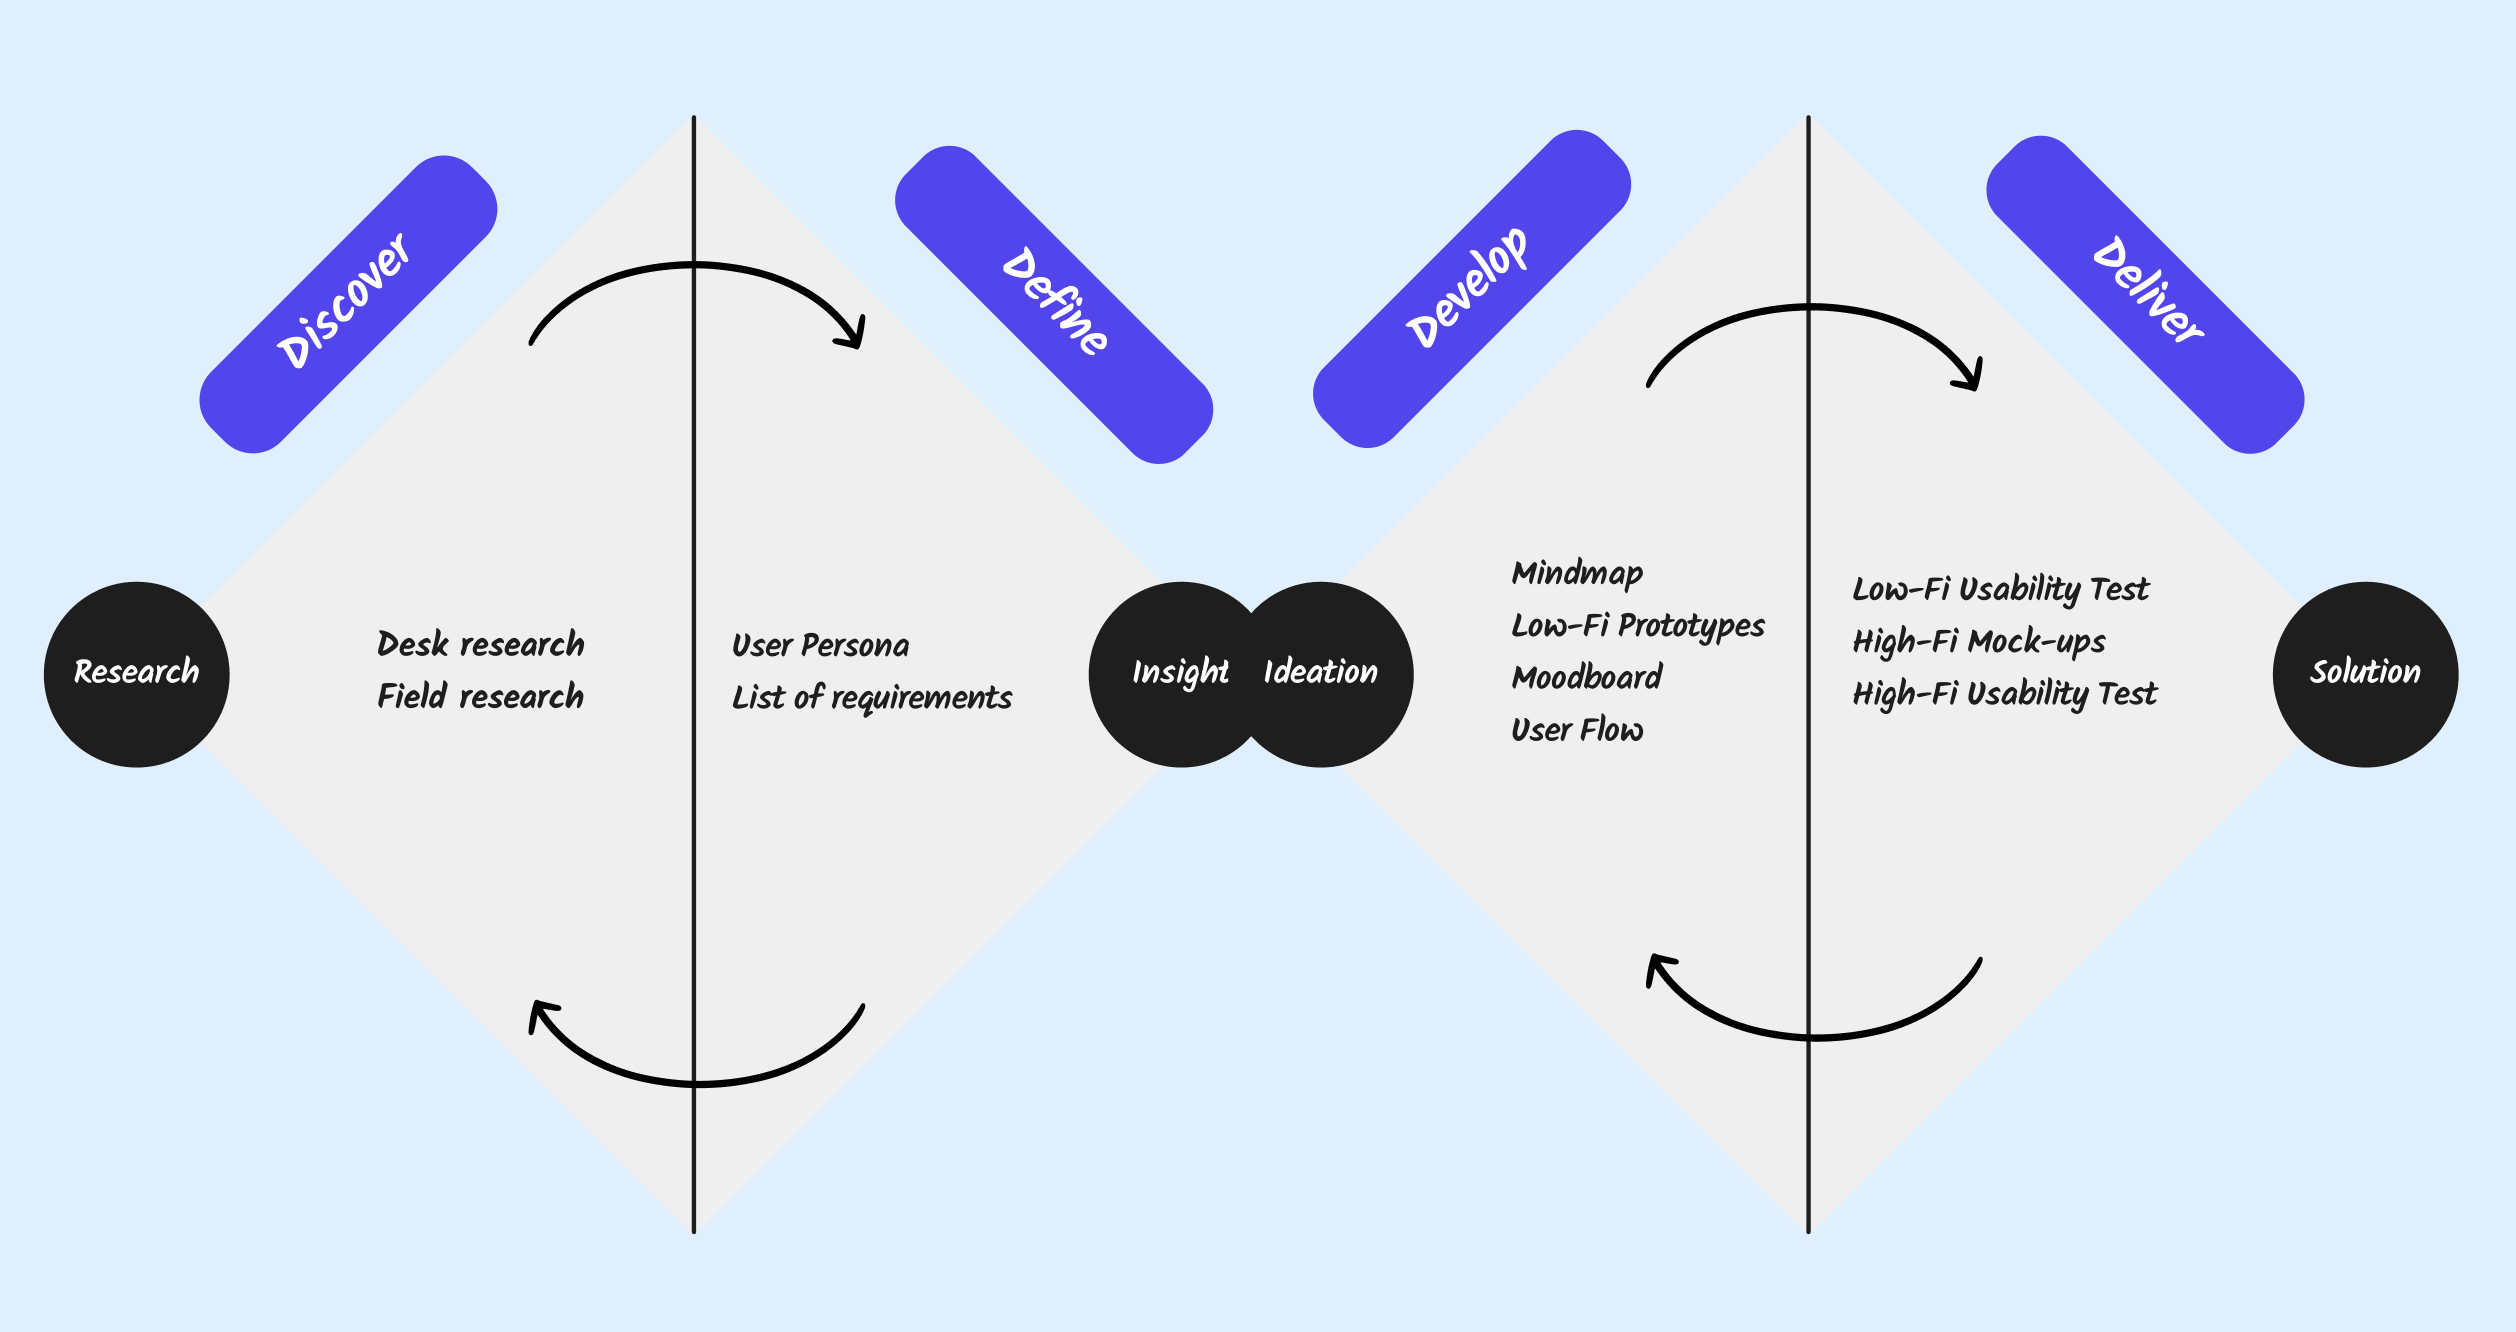 Discover
Define
Develop
Deliver
Research
Desk research
Field research
User Persona
List of requirements
Insight
Ideation
Mindmap
Low-Fi Prototypes
Moodboard
User Flow
Low-Fi Usability Test
High-Fi Mock-ups
High-Fi Usability Test
Solution